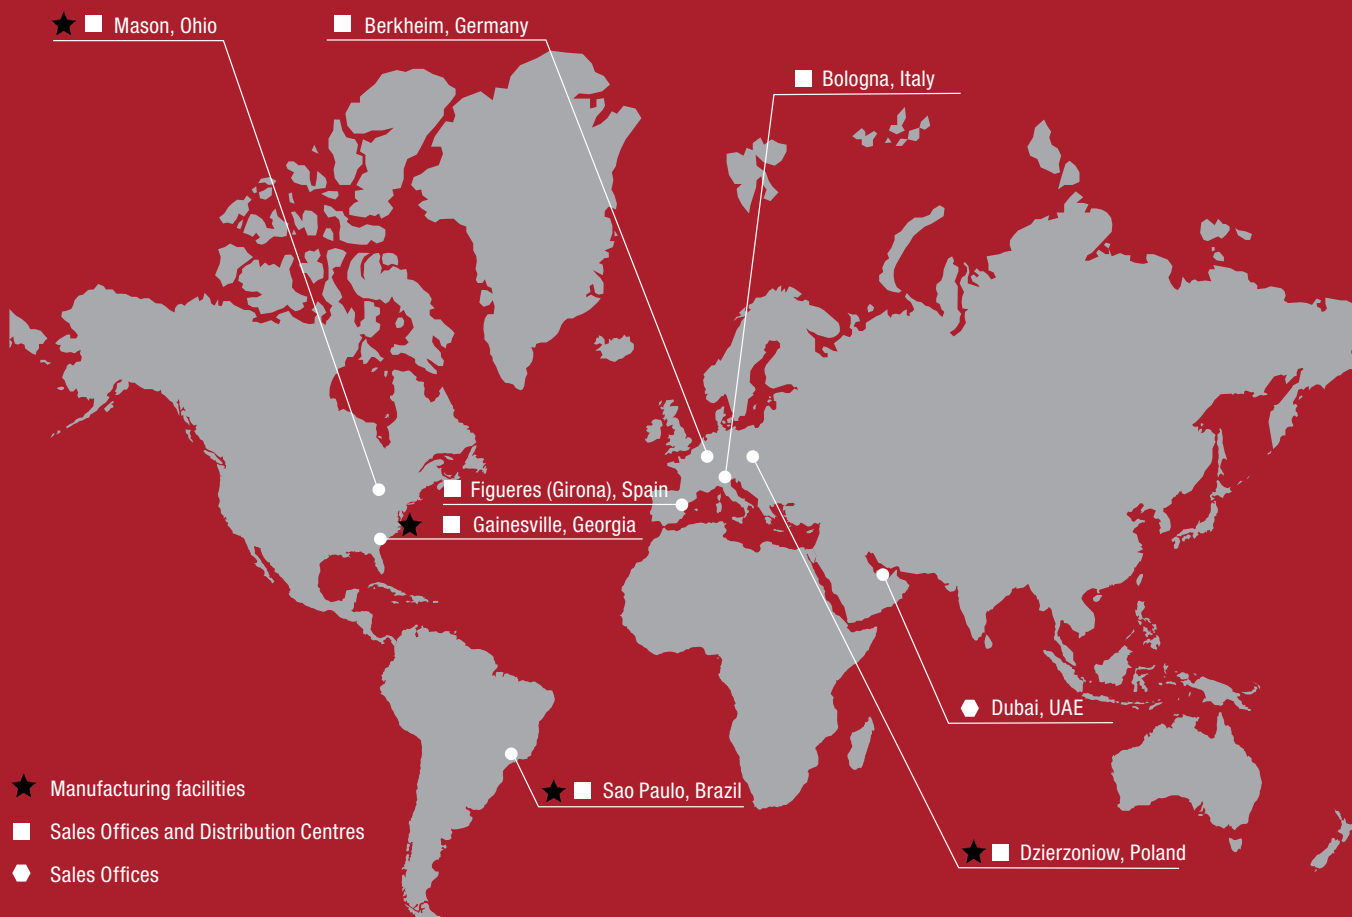 Mason, Ohio
Berkheim, Germany
Bologna, Italy
Figueres (Girona), Spain
Gainesville, Georgia
Dubai, UAE
Sao Paulo, Brazil
Dzierzoniow, Poland
Manufacturing facilities
Sales Offices and Distribution Centres
Sales Offices